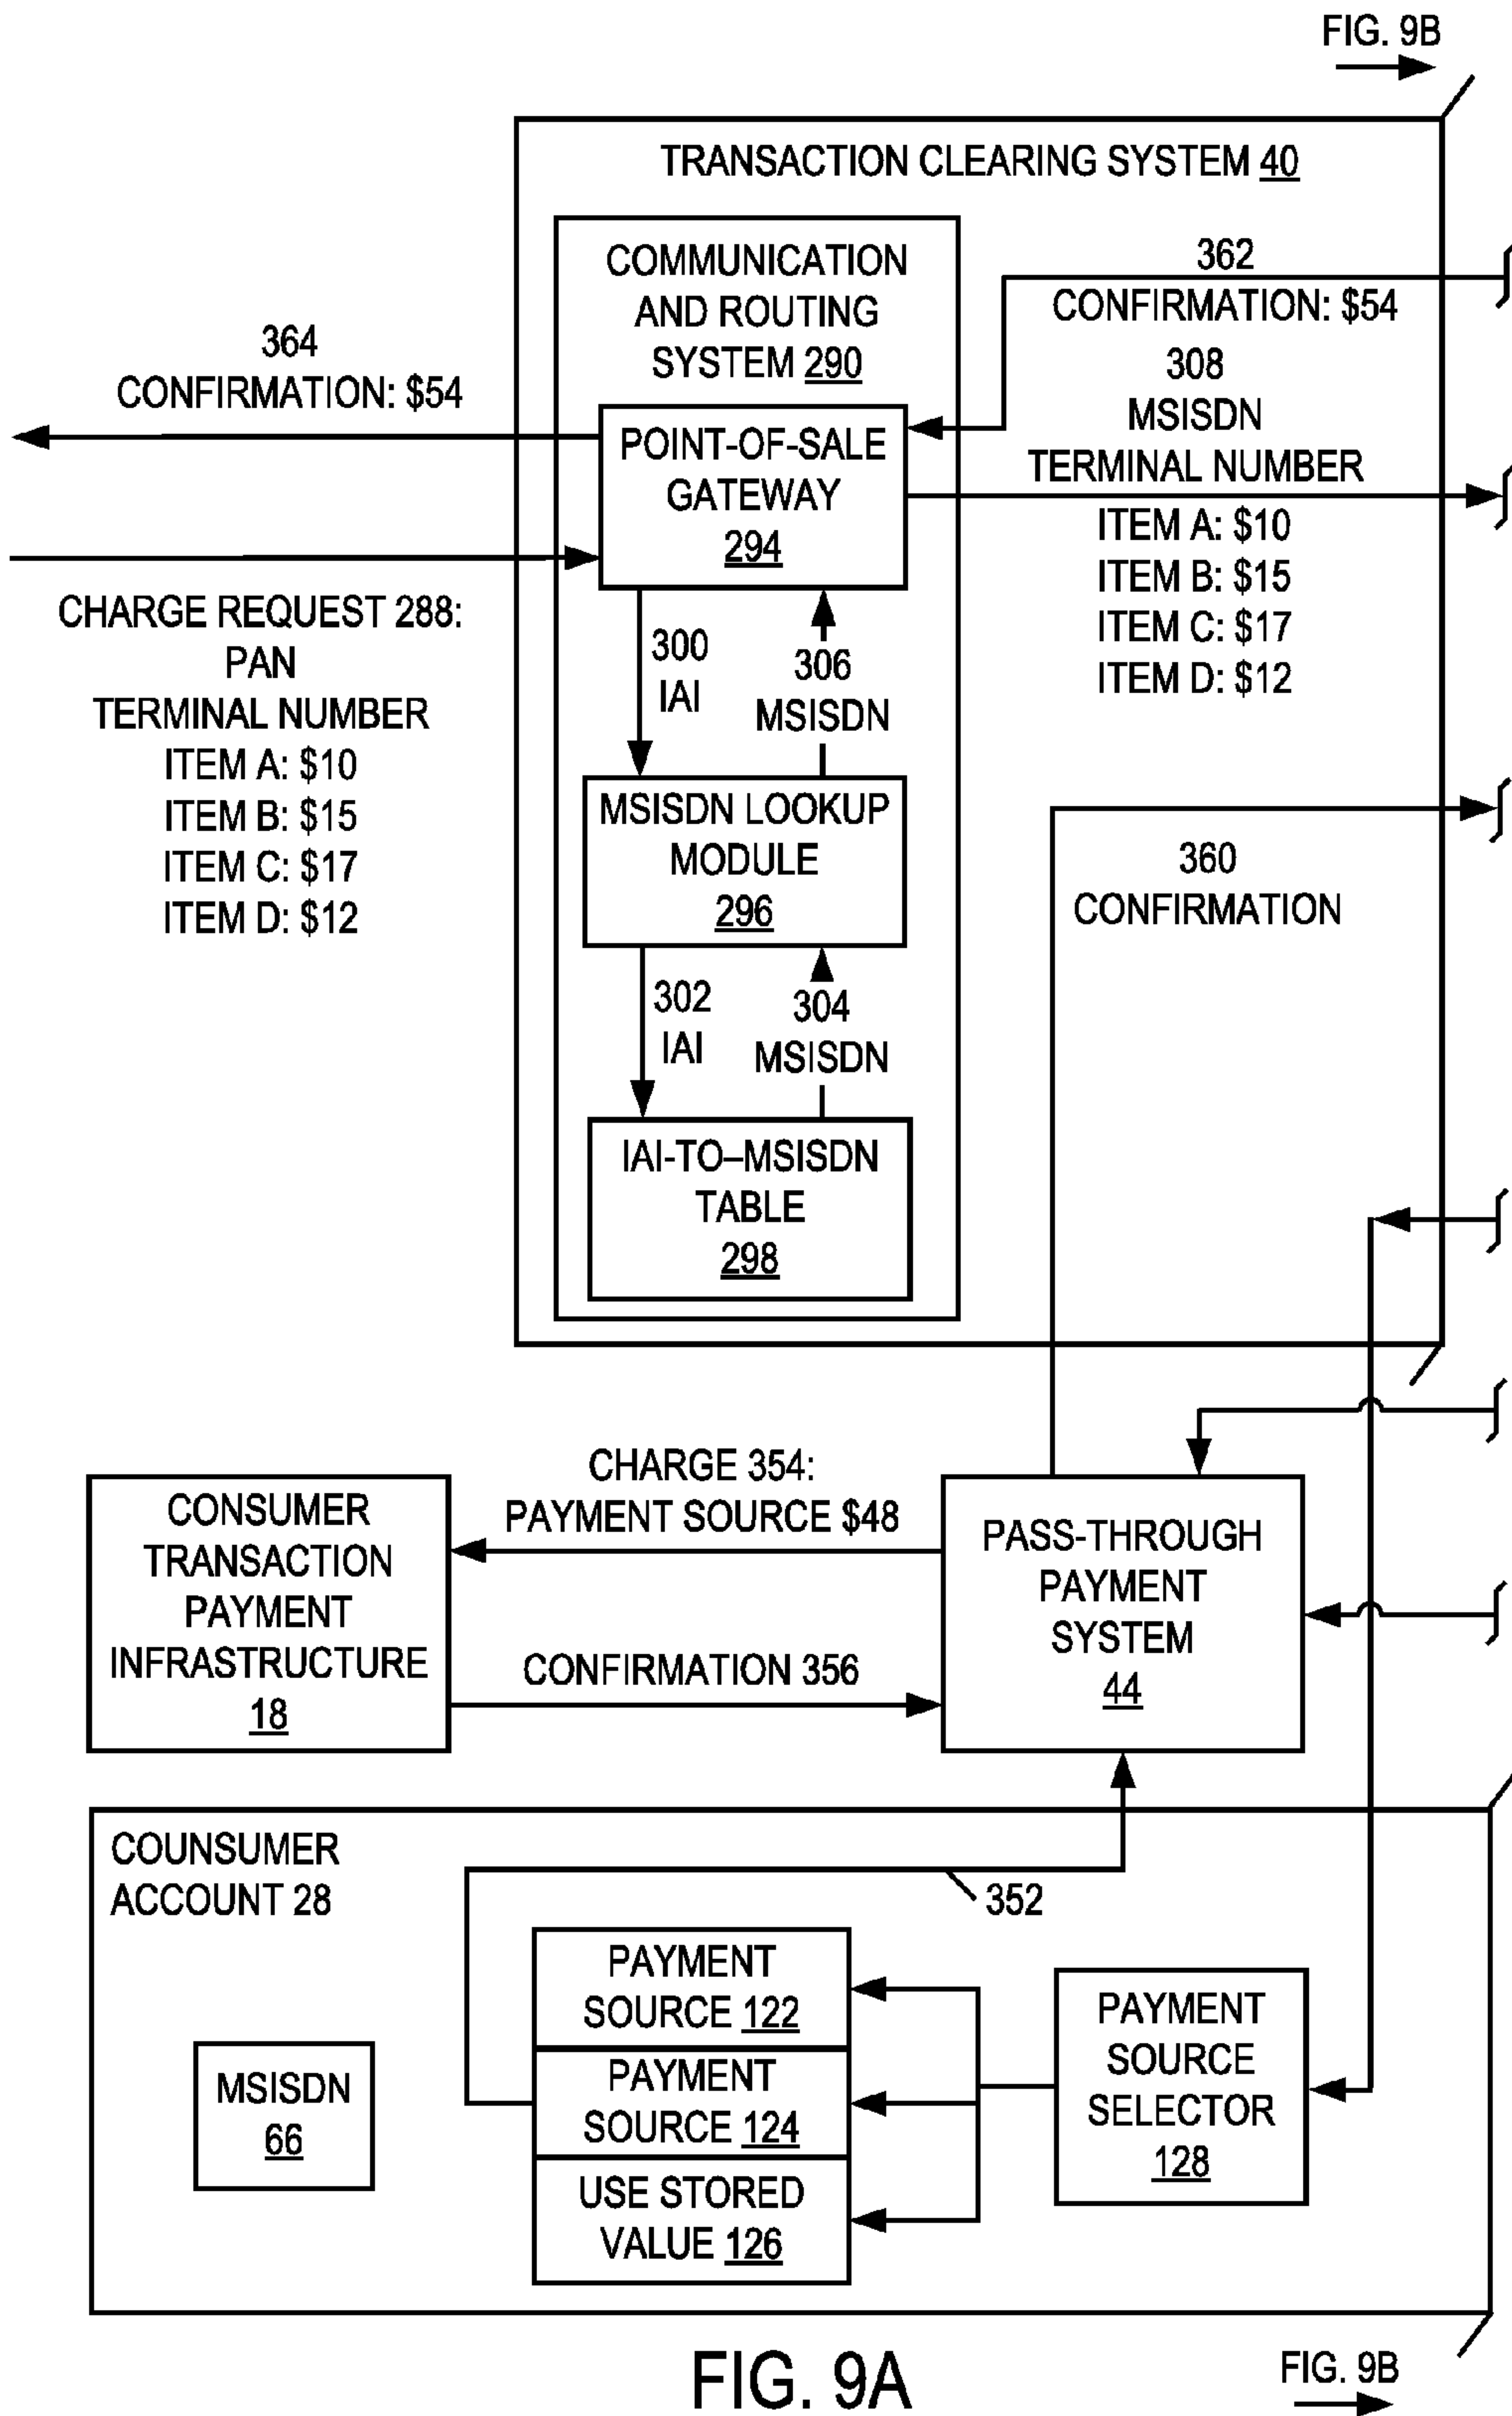 FIG. 9B
TRANSACTION CLEARING SYSTEM 40
COMMUNICATION
AND ROUTING
SYSTEM 290
362
CONFIRMATION: $54
364
CONFIRMATION: $54
308
MSISDN
TERMINAL NUMBER
ITEM A: $10
ITEM B: $15
ITEM C: $17
ITEM D: $12
POINT-OF-SALE
GATEWAY
294
CHARGE REQUEST 288:
PAN
TERMINAL NUMBER
ITEM A: $10
ITEM B: $15
ITEM C: $17
ITEM D: $12
300
IAI
306
MSISDN
MSISDN LOOKUP
MODULE
296
360
CONFIRMATION
302
IAI
304
MSISDN
IAI-TO–MSISDN
TABLE
298
CHARGE 354:
PAYMENT SOURCE $48
CONSUMER
TRANSACTION
PAYMENT
INFRASTRUCTURE
18
CONFIRMATION 356
PASS-THROUGH
PAYMENT
SYSTEM
44
COUNSUMER
ACCOUNT 28
352
PAYMENT
SOURCE 122
PAYMENT
SOURCE 124
USE STORED
VALUE 126
PAYMENT
SOURCE
SELECTOR
128
MSISDN
66
FIG. 9A
FIG. 9B